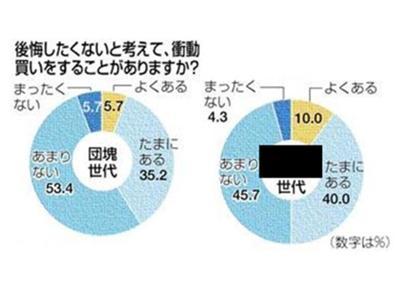 後悔したくないと考えて、衝動
買いをすることがありますか?
まったく
ない
5.7
5.7
よくある
あまり
ない
53.4
団塊
世代
たまに
ある
35.2
まったく
ない
4.3
10.0
よくある
あまり
ない
45.7
世代
たまに
ある
40.0
(数字は%)